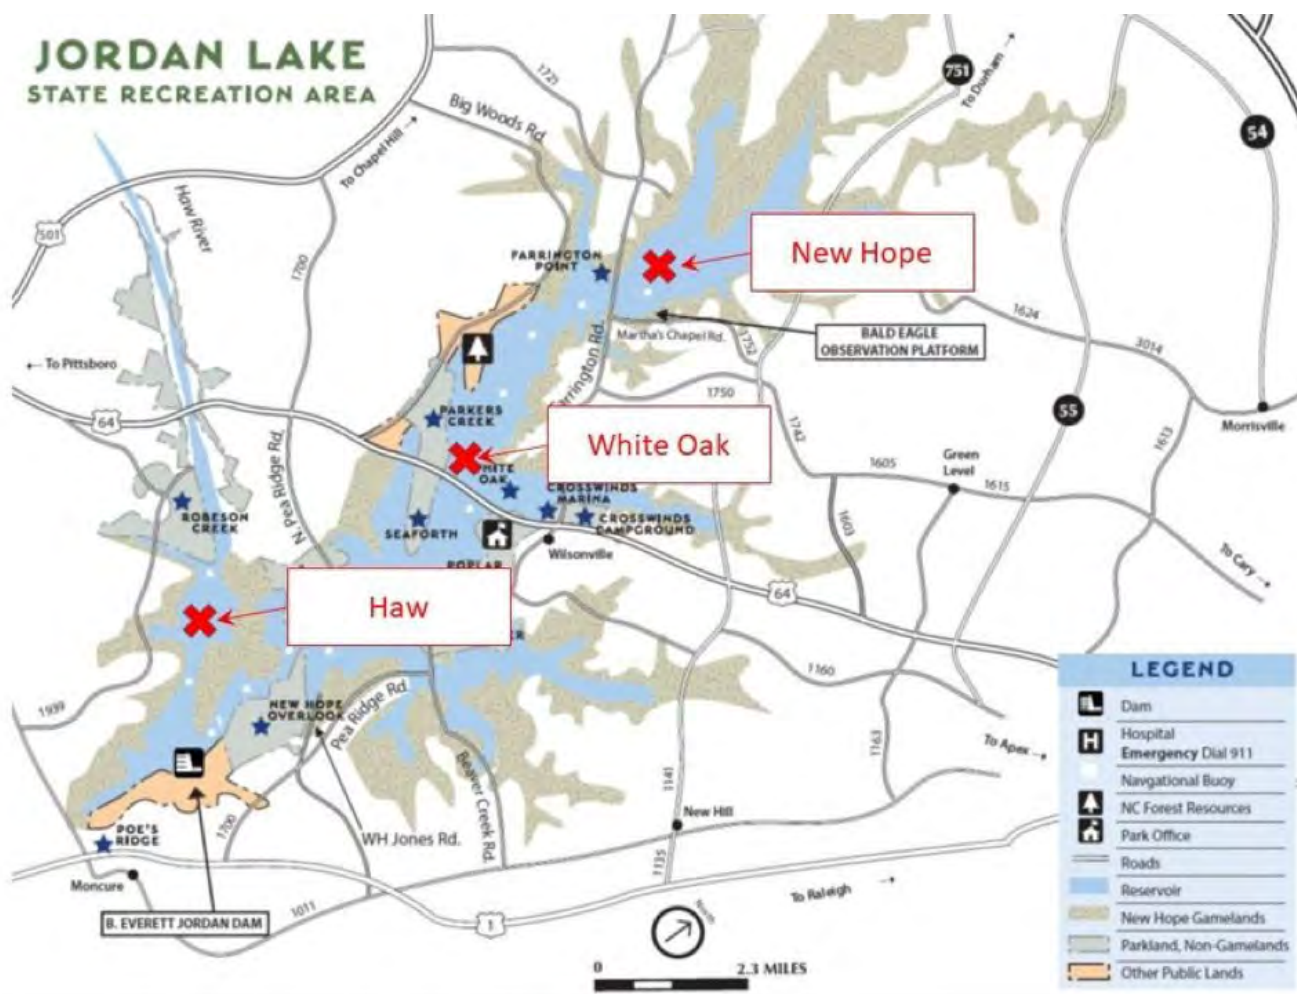 JORDAN LAKE
STATE RECREATION AREA
1721
Big Woods Rd.
751
To Durham
54
To Chapel Hill
Haw River
501
1700
FARRINGTON
POINT
New Hope
1624
3014
BALD EAGLE
OBSERVATION PLATFORM
Martha's Chapel Rd.
1752
To Pittsboro
64
1750
55
1742
Morrisville
1613
PARKERS
CREEK
White Oak
1605
Green
Level
1615
N. Pea Ridge Rd.
OAK
CROSSWINDS
MARINA
CROSSWINDS
CAMPGROUND
ROBESON
CREEK
SEAFORTH
1603
Wilsonville
To Cary
64
Haw
1160
LEGEND
Dam
Hospital
Emergency Dial 911
Navgational Buoy
NC Forest Resources
Park Office
Roads
Reservoir
New Hope Gamelands
Parkland, Non-Gamelands
Other Public Lands
1939
NEW HOPE
OVERLOOK
Pea Ridge Rd.
Beaver Creek Rd.
1163
To Apex
1141
New Hill
POE'S
RIDGE
1700
WH Jones Rd.
1135
Moncure
To Raleigh
B. EVERETT JORDAN DAM
1011
1
North
0 2.3 MILES